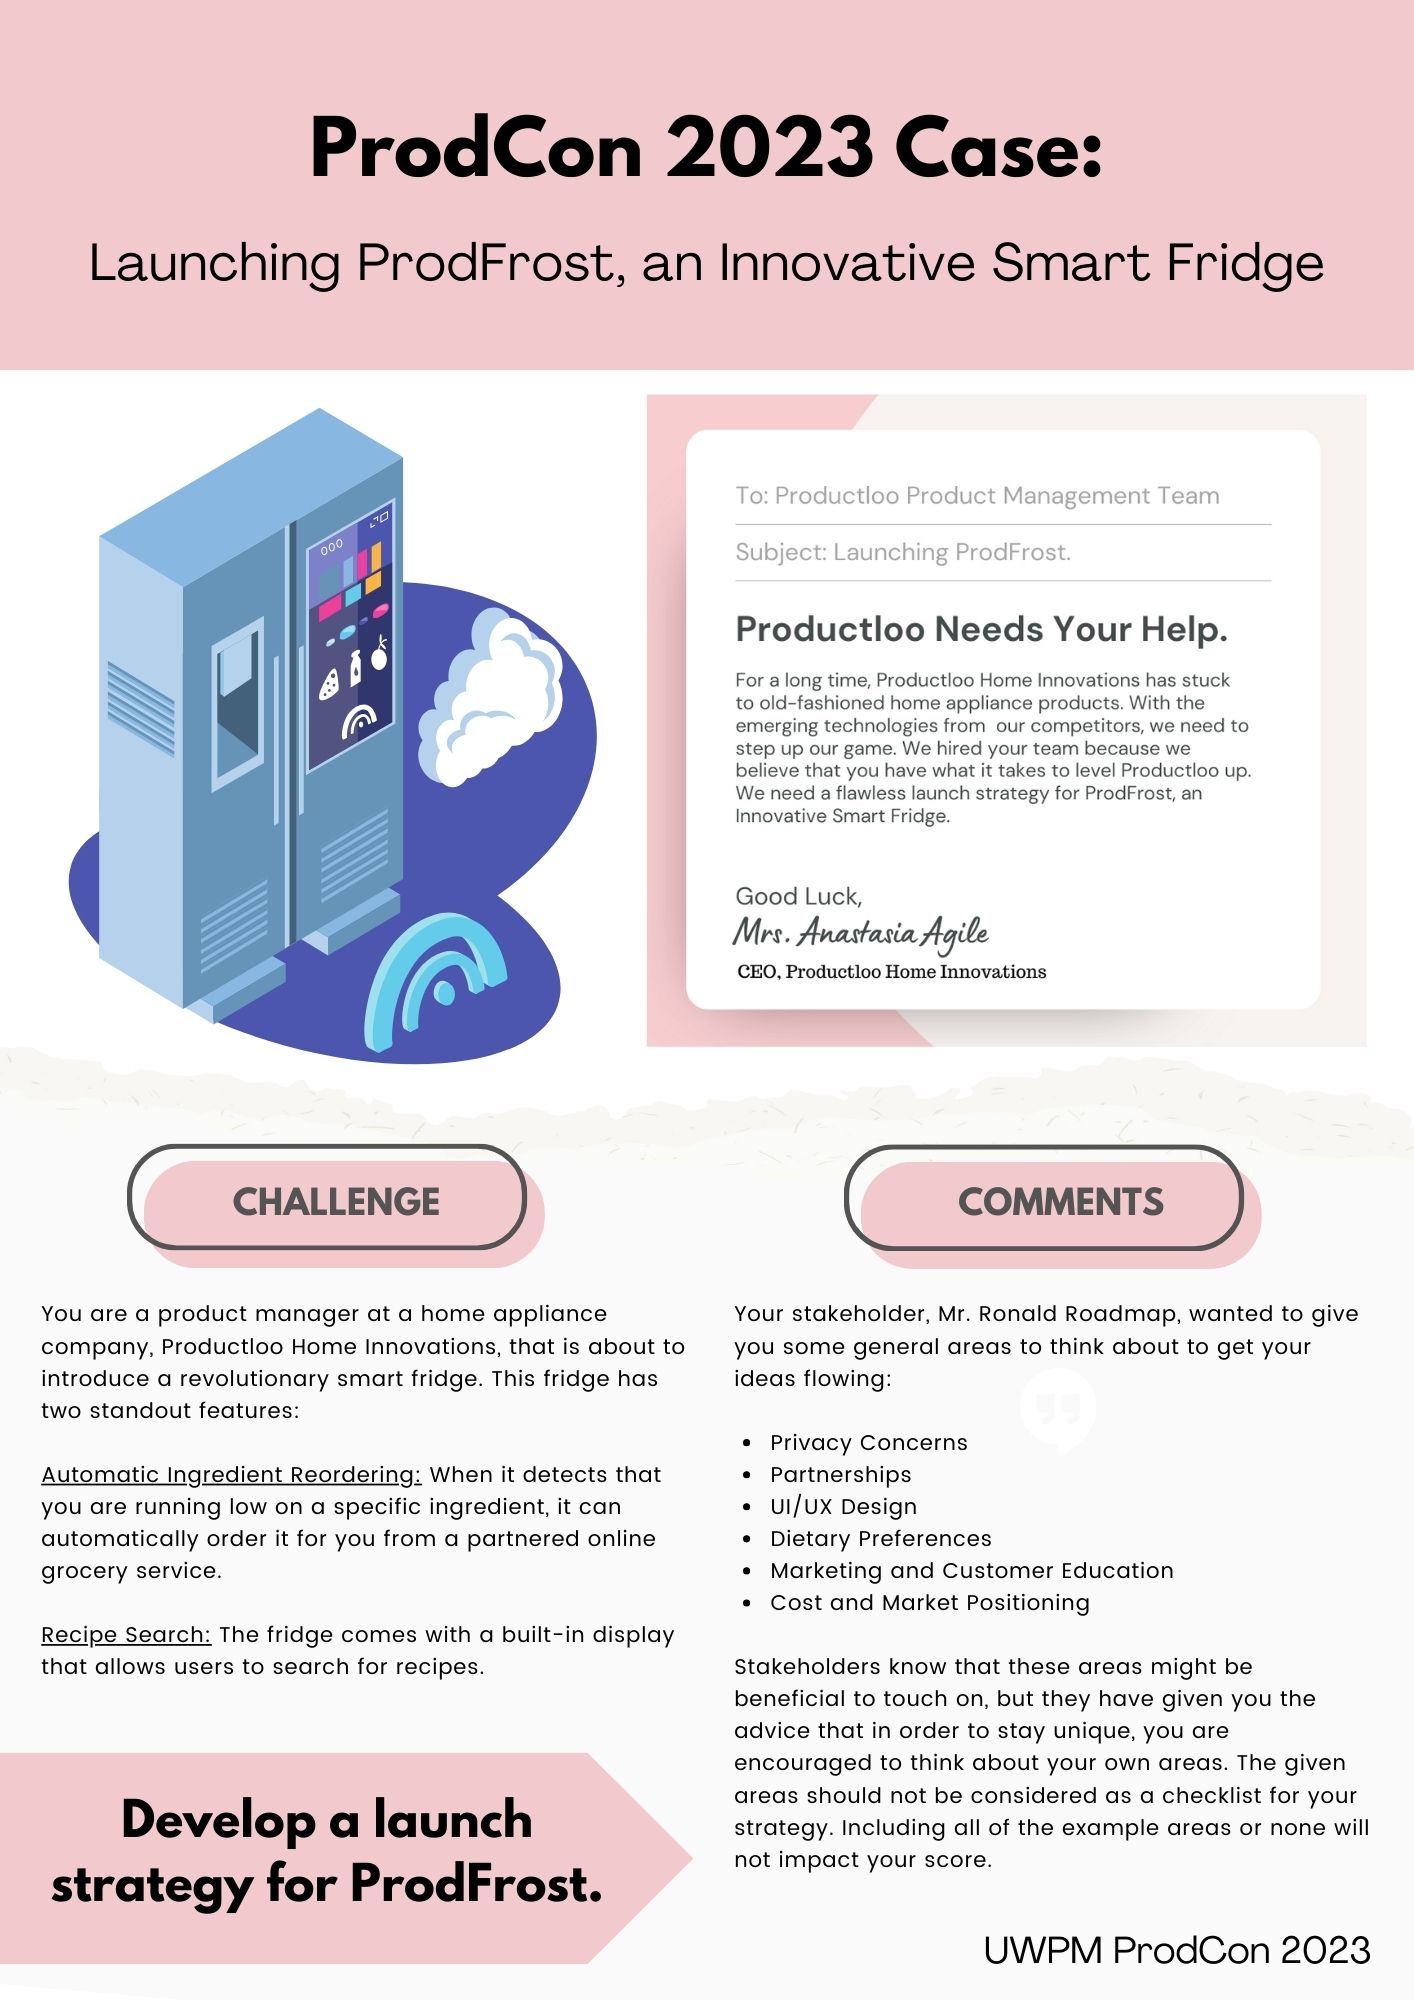 ProdCon 2023 Case:
Launching ProdFrost, an Innovative Smart Fridge
To: Productloo Product Management Team
Subject: Launching ProdFrost.
Productloo Needs Your Help.
For a long time, Productloo Home Innovations has stuck
to old-fashioned home appliance products. With the
emerging technologies from our competitors, we need to
step up our game. We hired your team because we
believe that you have what it takes to level Productloo up.
We need a flawless launch strategy for ProdFrost, an
Innovative Smart Fridge.
Good Luck,
Mrs. Anastasia Agile
CEO, Productloo Home Innovations
CHALLENGE
You are a product manager at a home appliance
company, Productloo Home Innovations, that is about to
introduce a revolutionary smart fridge. This fridge has
two standout features:
Automatic Ingredient Reordering: When it detects that
you are running low on a specific ingredient, it can
automatically order it for you from a partnered online
grocery service.
Recipe Search: The fridge comes with a built-in display
that allows users to search for recipes.
Develop a launch
strategy for ProdFrost.
COMMENTS
Your stakeholder, Mr. Ronald Roadmap, wanted to give
you some general areas to think about to get your
ideas flowing:
• Privacy Concerns
• Partnerships
• UI/UX Design
• Dietary Preferences
• Marketing and Customer Education
• Cost and Market Positioning
Stakeholders know that these areas might be
beneficial to touch on, but they have given you the
advice that in order to stay unique, you are
encouraged to think about your own areas. The given
areas should not be considered as a checklist for your
strategy. Including all of the example areas or none will
not impact your score.
UWPM ProdCon 2023